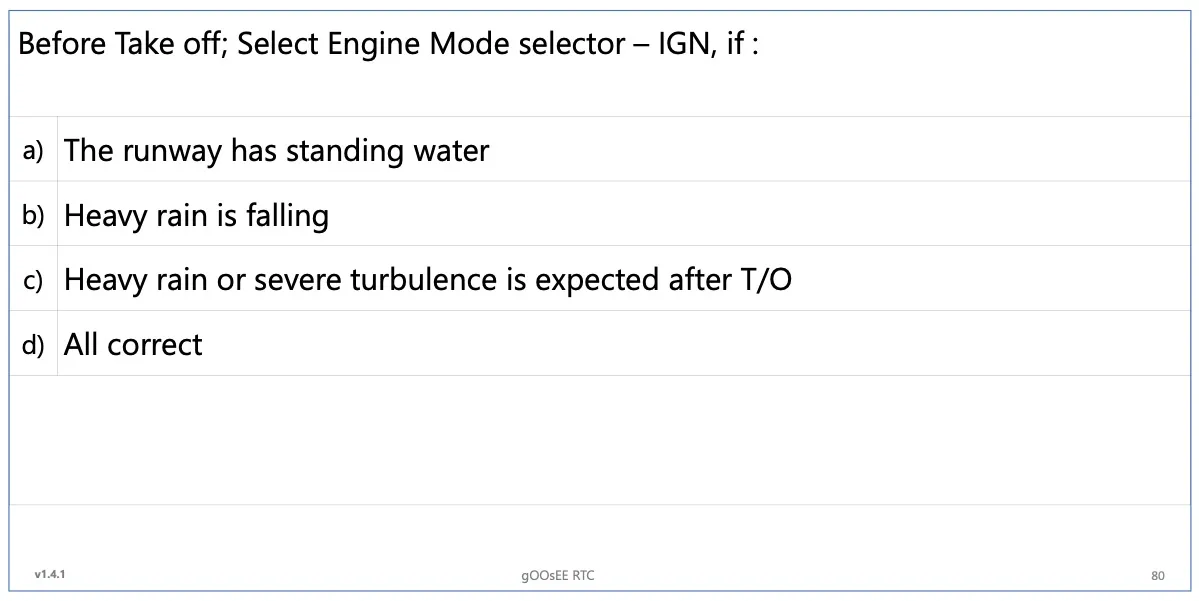 Before Take off; Select Engine Mode selector – IGN, if :
a) The runway has standing water
b) Heavy rain is falling
c) Heavy rain or severe turbulence is expected after T/O
d) All correct
v1.4.1 gOOsEE RTC 80